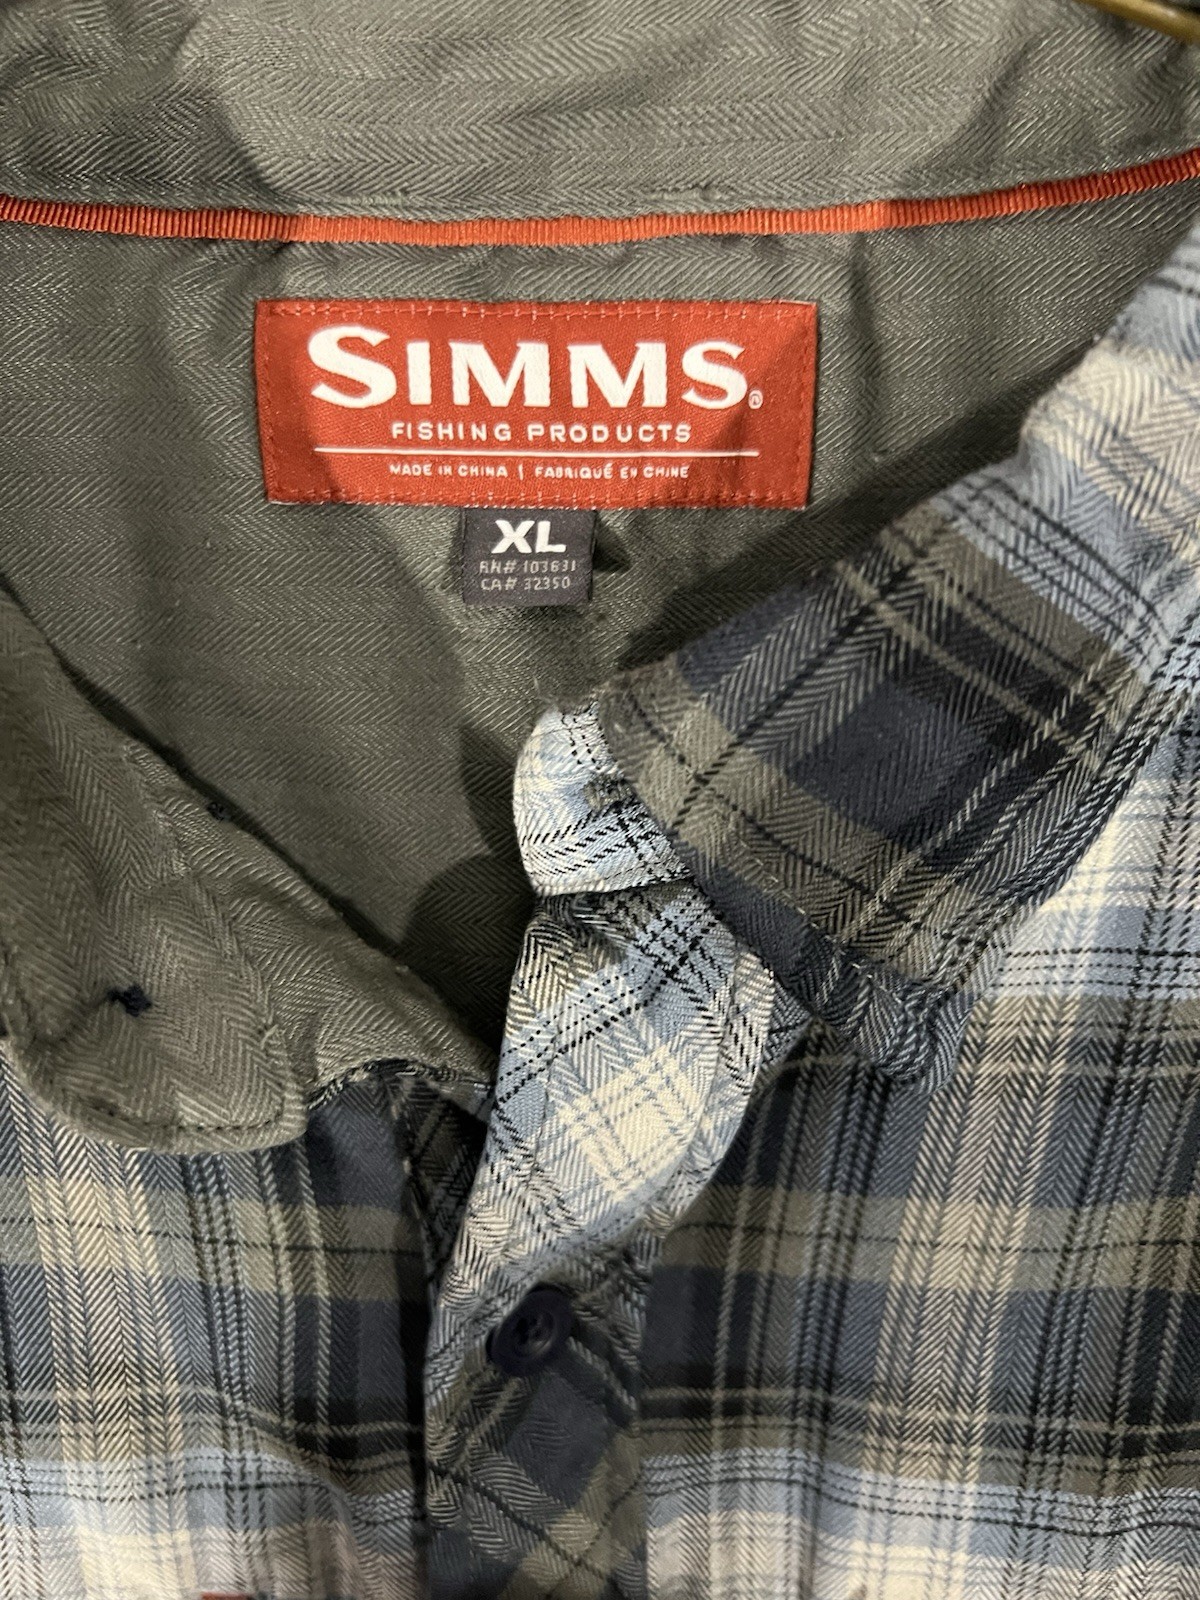 SIMMS®
FISHING PRODUCTS
MADE IN CHINA | FABRIQUÉ EN CHINE
XL
RN# 103631
CA# 32350